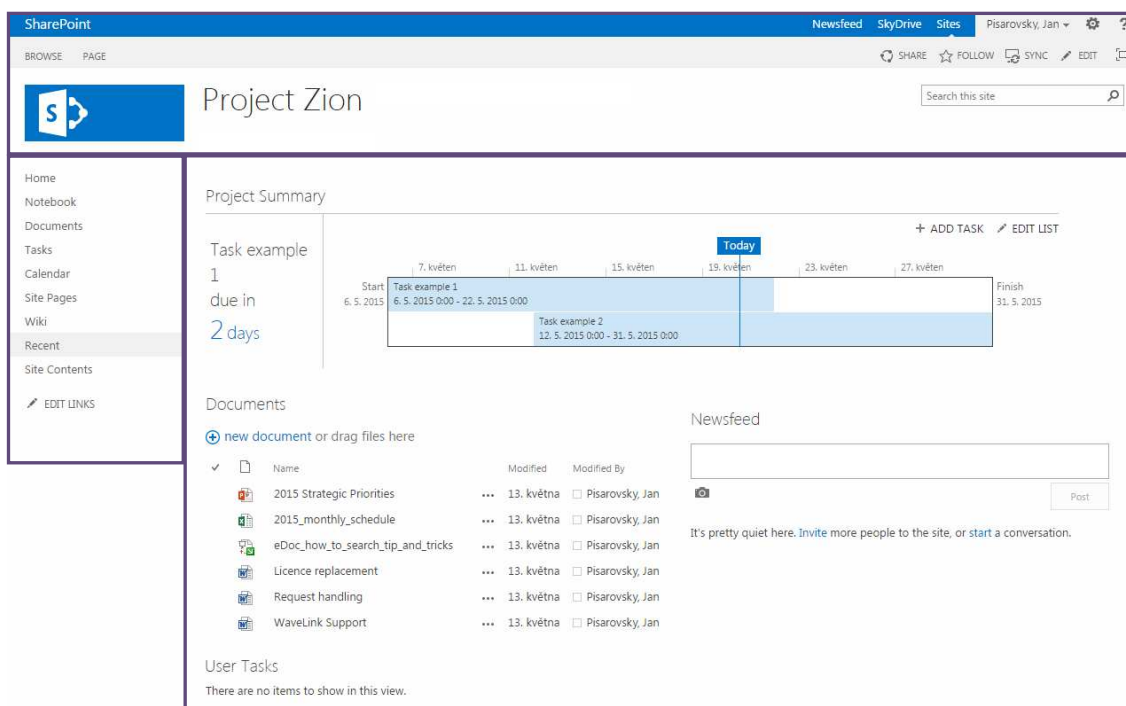 SharePoint Newsfeed SkyDrive Sites Pisarovsky, Jan ?
BROWSE PAGE SHARE FOLLOW SYNC EDIT
S
Project Zion
Search this site
Home
Notebook
Documents
Tasks
Calendar
Site Pages
Wiki
Recent
Site Contents
EDIT LINKS
Project Summary
+ ADD TASK EDIT LIST
Task example
1
due in
2 days
Today
7. květen 11. květen 15. květen 19. květen 23. květen 27. květen
Start
6. 5. 2015
Task example 1
6. 5. 2015 0:00 - 22. 5. 2015 0:00
Task example 2
12. 5. 2015 0:00 - 31. 5. 2015 0:00
Finish
31. 5. 2015
Documents
new document or drag files here
Name Modified Modified By
2015 Strategic Priorities ... 13. května Pisarovsky, Jan
2015_monthly_schedule ... 13. května Pisarovsky, Jan
eDoc_how_to_search_tip_and_tricks ... 13. května Pisarovsky, Jan
Licence replacement ... 13. května Pisarovsky, Jan
Request handling ... 13. května Pisarovsky, Jan
WaveLink Support ... 13. května Pisarovsky, Jan
Newsfeed
Post
It's pretty quiet here. Invite more people to the site, or start a conversation.
User Tasks
There are no items to show in this view.